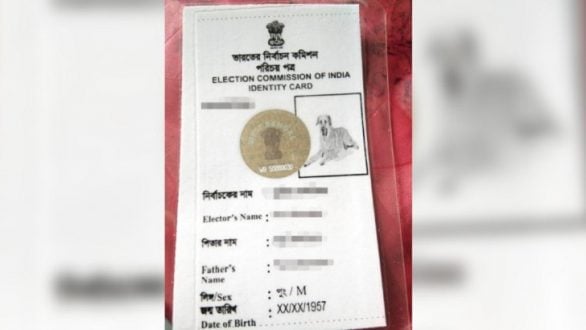 ভারতের নির্বাচন কমিশন
পরিচয় পত্র
ELECTION COMMISSION OF INDIA
IDENTITY CARD
নির্বাচকের নাম :
Elector's Name :
পিতার নাম :
Father's Name :
লিঙ্গ/Sex : পুং / M
জন্ম তারিখ
Date of Birth : XX/XX/1957